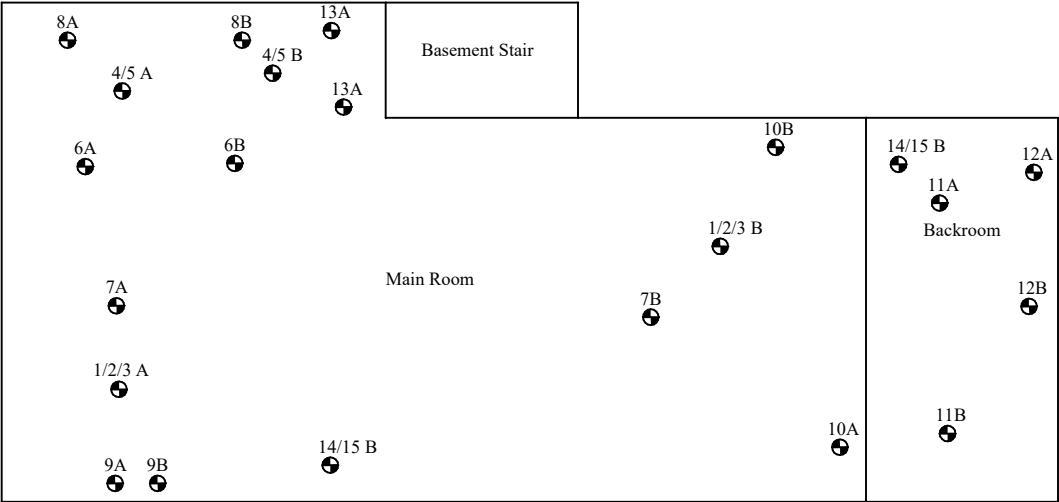 8A
8B
13A
4/5 B
Basement Stair
4/5 A
13A
10B
6A
6B
14/15 B
12A
11A
1/2/3 B
Backroom
Main Room
7A
7B
12B
1/2/3 A
11B
10A
14/15 B
9A
9B